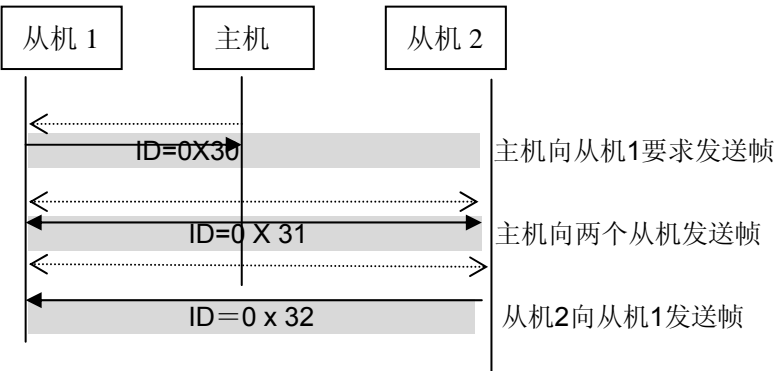 从机 1
主机
从机 2
ID=0X30
主机向从机1要求发送帧
ID=0 X 31
主机向两个从机发送帧
ID＝0 x 32
从机2向从机1发送帧